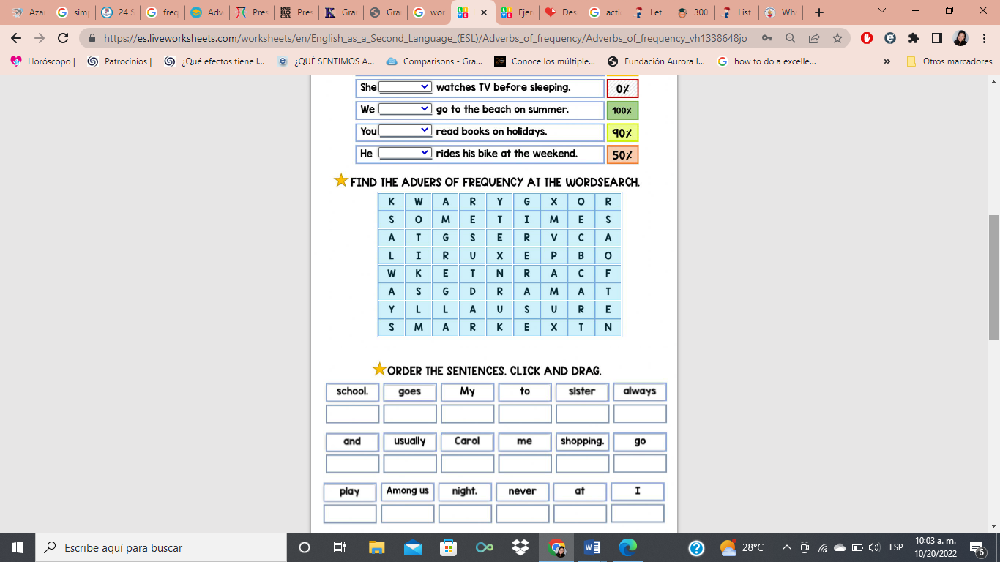 Aza
simp
24 S
freq
Adv
Pres
Pres
Gra
Gra
wor
Ejer
Des
acti
Let
300
List
Wh
https://es.liveworksheets.com/worksheets/en/English_as_a_Second_Language_(ESL)/Adverbs_of_frequency/Adverbs_of_frequency_vh1338648jo
Horóscopo |
Patrocinios |
¿Qué efectos tiene l...
¿QUÉ SENTIMOS A...
Comparisons - Gra...
Conoce los múltiple...
Fundación Aurora I...
how to do a excelle...
»
Otros marcadores
She watches TV before sleeping. 0%
We go to the beach on summer. 100%
You read books on holidays. 90%
He rides his bike at the weekend. 50%
FIND THE ADVERS OF FREQUENCY AT THE WORDSEARCH.
K W A R Y G X O R
S O M E T I M E S
A T G S E R V C A
L I R U X E P B O
W K E T N R A C F
A S G D R A M A T
Y L L A U S U R E
S M A R K E X T N
ORDER THE SENTENCES. CLICK AND DRAG.
school. goes My to sister always
and usually Carol me shopping. go
play Among us night. never at I
Escribe aquí para buscar
28°C
ESP
10:03 a. m.
10/20/2022
6